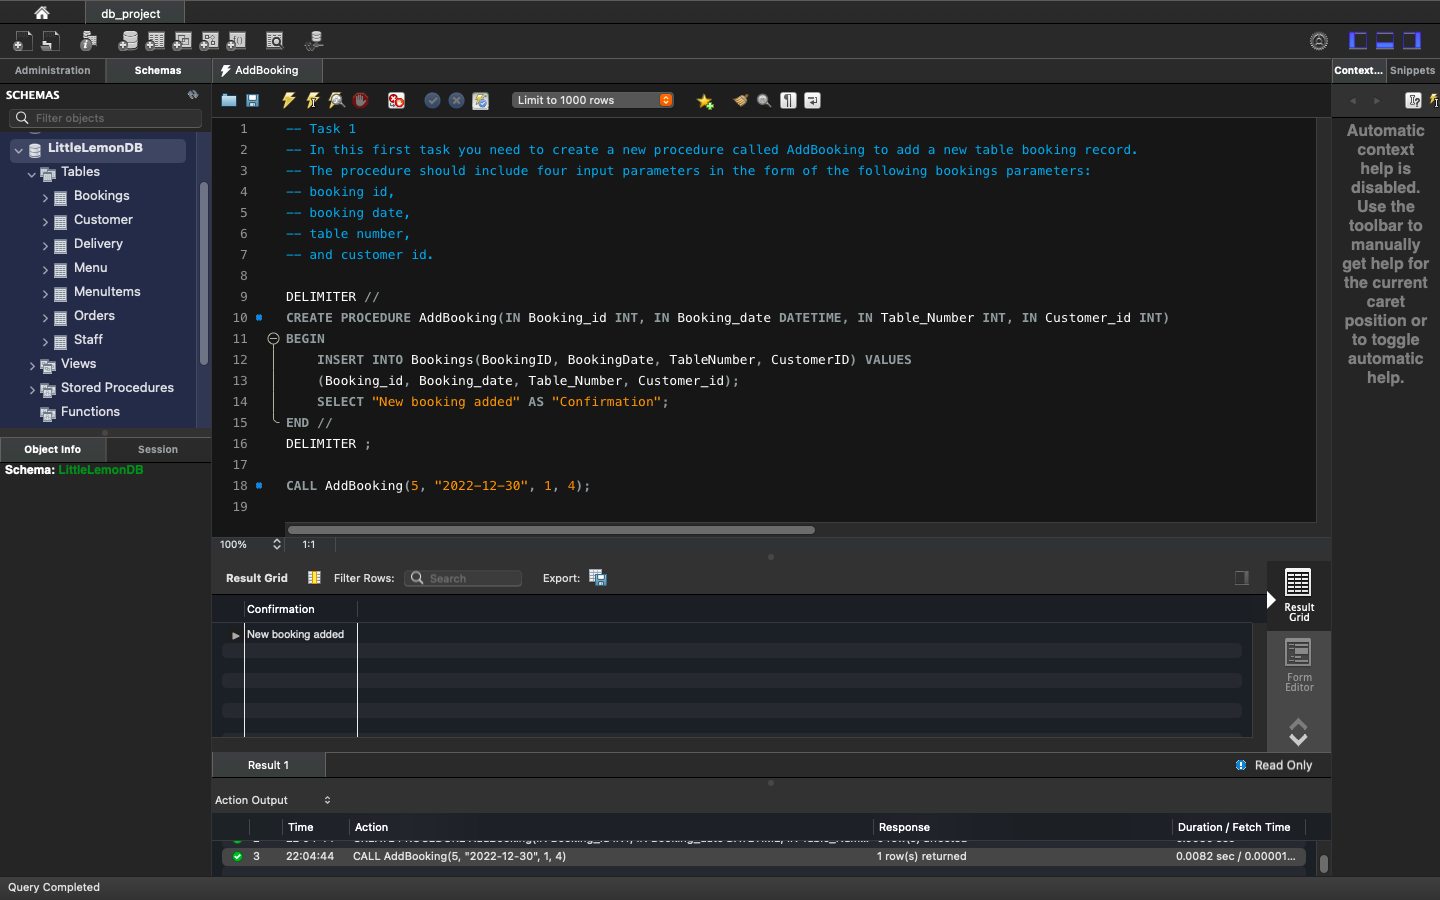 db_project
Administration
Schemas
AddBooking
Context...
Snippets
SCHEMAS
Filter objects
Limit to 1000 rows
LittleLemonDB
Tables
Bookings
Customer
Delivery
Menu
MenuItems
Orders
Staff
Views
Stored Procedures
Functions
Object Info
Session
Schema: LittleLemonDB
1 -- Task 1
2 -- In this first task you need to create a new procedure called AddBooking to add a new table booking record.
3 -- The procedure should include four input parameters in the form of the following bookings parameters:
4 -- booking id,
5 -- booking date,
6 -- table number,
7 -- and customer id.
8
9 DELIMITER //
10 CREATE PROCEDURE AddBooking(IN Booking_id INT, IN Booking_date DATETIME, IN Table_Number INT, IN Customer_id INT)
11 BEGIN
12 INSERT INTO Bookings(BookingID, BookingDate, TableNumber, CustomerID) VALUES
13 (Booking_id, Booking_date, Table_Number, Customer_id);
14 SELECT "New booking added" AS "Confirmation";
15 END //
16 DELIMITER ;
17
18 CALL AddBooking(5, "2022-12-30", 1, 4);
19
100%
1:1
Automatic
context
help is
disabled.
Use the
toolbar to
manually
get help for
the current
caret
position or
to toggle
automatic
help.
Result Grid
Filter Rows:
Search
Export:
Confirmation
New booking added
Result
Grid
Form
Editor
Result 1
Read Only
Action Output
Time Action Response Duration / Fetch Time
3 22:04:44 CALL AddBooking(5, "2022-12-30", 1, 4) 1 row(s) returned 0.0082 sec / 0.00001...
Query Completed